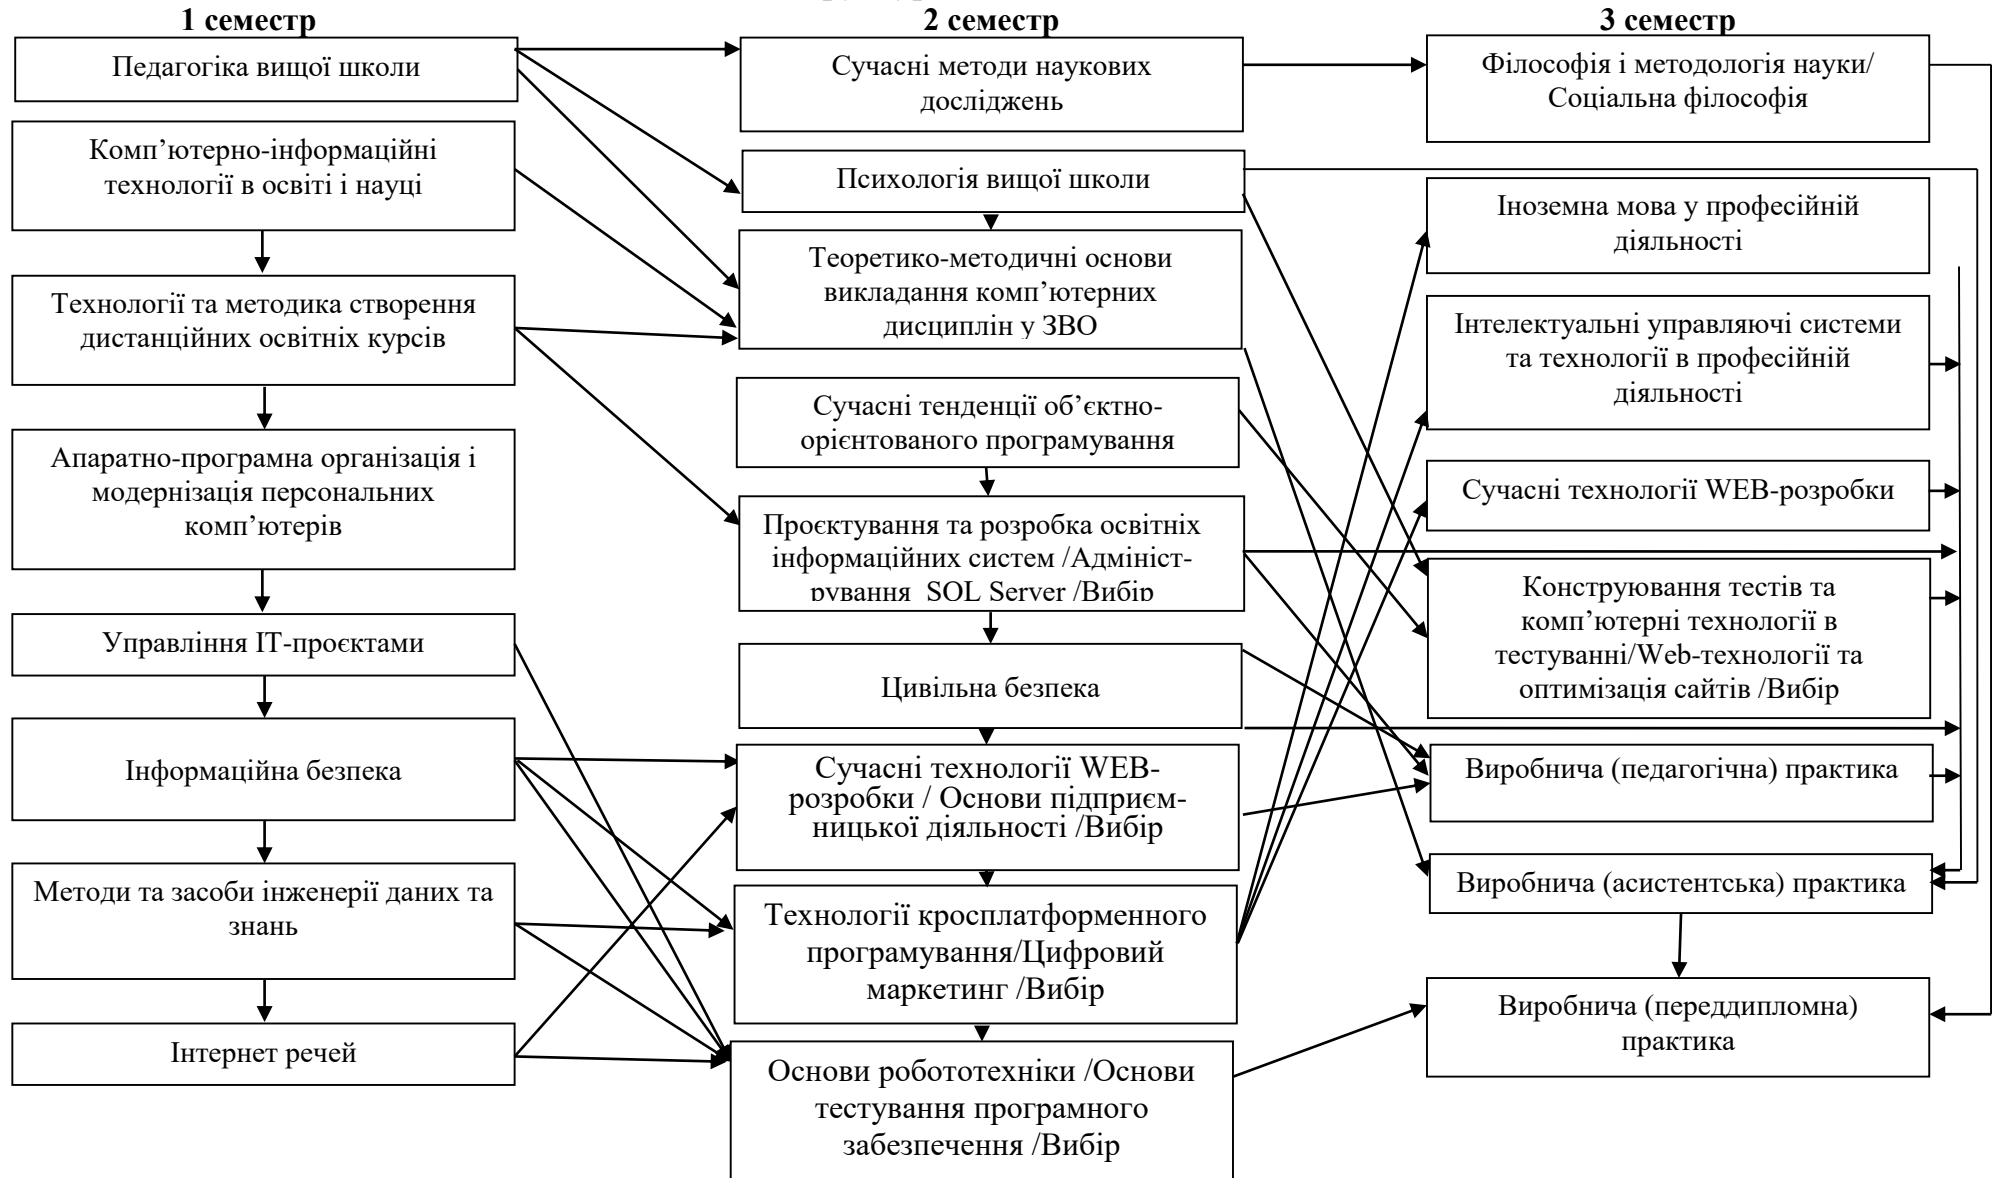 1 семестр
Педагогіка вищої школи
Комп’ютерно-інформаційні
технології в освіті і науці
Технології та методика створення
дистанційних освітніх курсів
Апаратно-програмна організація і
модернізація персональних
комп’ютерів
Управління ІТ-проєктами
Інформаційна безпека
Методи та засоби інженерії даних та
знань
Інтернет речей
2 семестр
Сучасні методи наукових
досліджень
Психологія вищої школи
Теоретико-методичні основи
викладання комп’ютерних
дисциплін у ЗВО
Сучасні тенденції об’єктно-
орієнтованого програмування
Проєктування та розробка освітніх
інформаційних систем /Адмініст-
рування SOL Server /Вибір
Цивільна безпека
Сучасні технології WEB-
розробки / Основи підприєм-
ницької діяльності /Вибір
Технології кросплатформенного
програмування/Цифровий
маркетинг /Вибір
Основи робототехніки /Основи
тестування програмного
забезпечення /Вибір
3 семестр
Філософія і методологія науки/
Соціальна філософія
Іноземна мова у професійній
діяльності
Інтелектуальні управляючі системи
та технології в професійній
діяльності
Сучасні технології WEB-розробки
Конструювання тестів та
комп’ютерні технології в
тестуванні/Web-технології та
оптимізація сайтів /Вибір
Виробнича (педагогічна) практика
Виробнича (асистентська) практика
Виробнича (переддипломна)
практика